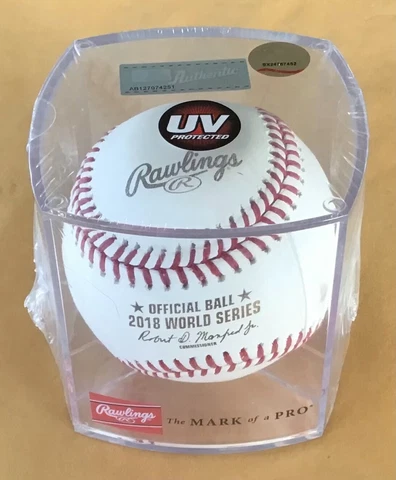 Authentic
UV
PROTECTED
Rawlings
R
OFFICIAL BALL
2018 WORLD SERIES
Robert D. Manfred Jr.
COMMISSIONER
Rawlings
The MARK of a PRO®